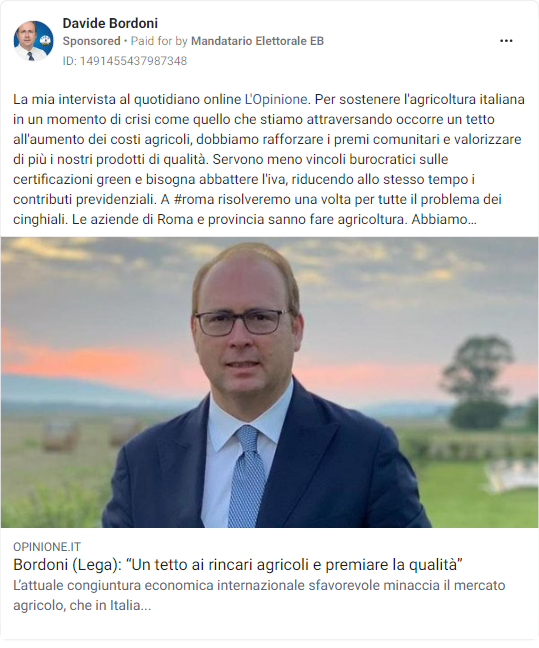 Davide Bordoni
Sponsored • Paid for by Mandatario Elettorale EB
ID: 1491455437987348
La mia intervista al quotidiano online L'Opinione. Per sostenere l'agricoltura italiana
in un momento di crisi come quello che stiamo attraversando occorre un tetto
all'aumento dei costi agricoli, dobbiamo rafforzare i premi comunitari e valorizzare
di più i nostri prodotti di qualità. Servono meno vincoli burocratici sulle
certificazioni green e bisogna abbattere l'iva, riducendo allo stesso tempo i
contributi previdenziali. A #roma risolveremo una volta per tutte il problema dei
cinghiali. Le aziende di Roma e provincia sanno fare agricoltura. Abbiamo...
OPINIONE.IT
Bordoni (Lega): “Un tetto ai rincari agricoli e premiare la qualità”
L’attuale congiuntura economica internazionale sfavorevole minaccia il mercato
agricolo, che in Italia...